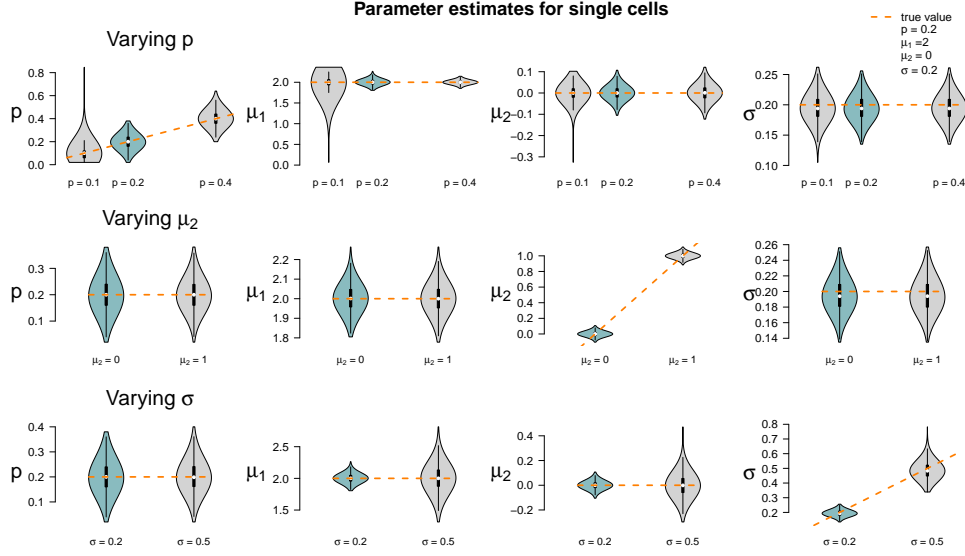 Parameter estimates for single cells
true value
p = 0.2
μ₁ =2
μ₂ = 0
σ = 0.2
Varying p
p
0.8
0.6
0.4
0.2
0.0
p = 0.1 p = 0.2 p = 0.4
μ₁
2.0
1.5
1.0
0.5
0.0
p = 0.1 p = 0.2 p = 0.4
μ₂
0.2
0.1
0.0
−0.1
−0.3
p = 0.1 p = 0.2 p = 0.4
σ
0.25
0.20
0.15
0.10
p = 0.1 p = 0.2 p = 0.4
Varying μ₂
p
0.3
0.2
0.1
μ₂ = 0 μ₂ = 1
μ₁
2.2
2.1
2.0
1.9
1.8
μ₂ = 0 μ₂ = 1
μ₂
1.0
0.8
0.6
0.4
0.2
0.0
μ₂ = 0 μ₂ = 1
σ
0.26
0.24
0.22
0.20
0.18
0.16
0.14
μ₂ = 0 μ₂ = 1
Varying σ
p
0.4
0.3
0.2
0.1
σ = 0.2 σ = 0.5
μ₁
2.5
2.0
1.5
σ = 0.2 σ = 0.5
μ₂
0.4
0.2
0.0
−0.2
σ = 0.2 σ = 0.5
σ
0.8
0.7
0.6
0.5
0.4
0.3
0.2
σ = 0.2 σ = 0.5